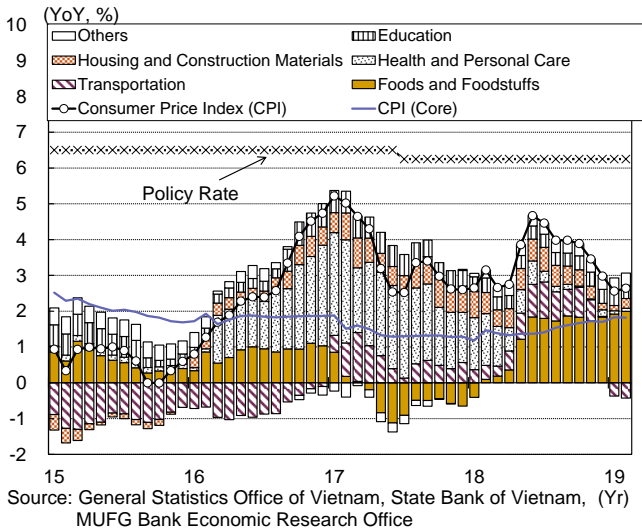 (YoY, %)
10
9
8
7
6
5
4
3
2
1
0
-1
-2
Others
Education
Housing and Construction Materials
Health and Personal Care
Transportation
Foods and Foodstuffs
Consumer Price Index (CPI)
CPI (Core)
Policy Rate
15 16 17 18 19
Source: General Statistics Office of Vietnam, State Bank of Vietnam, (Yr)
MUFG Bank Economic Research Office